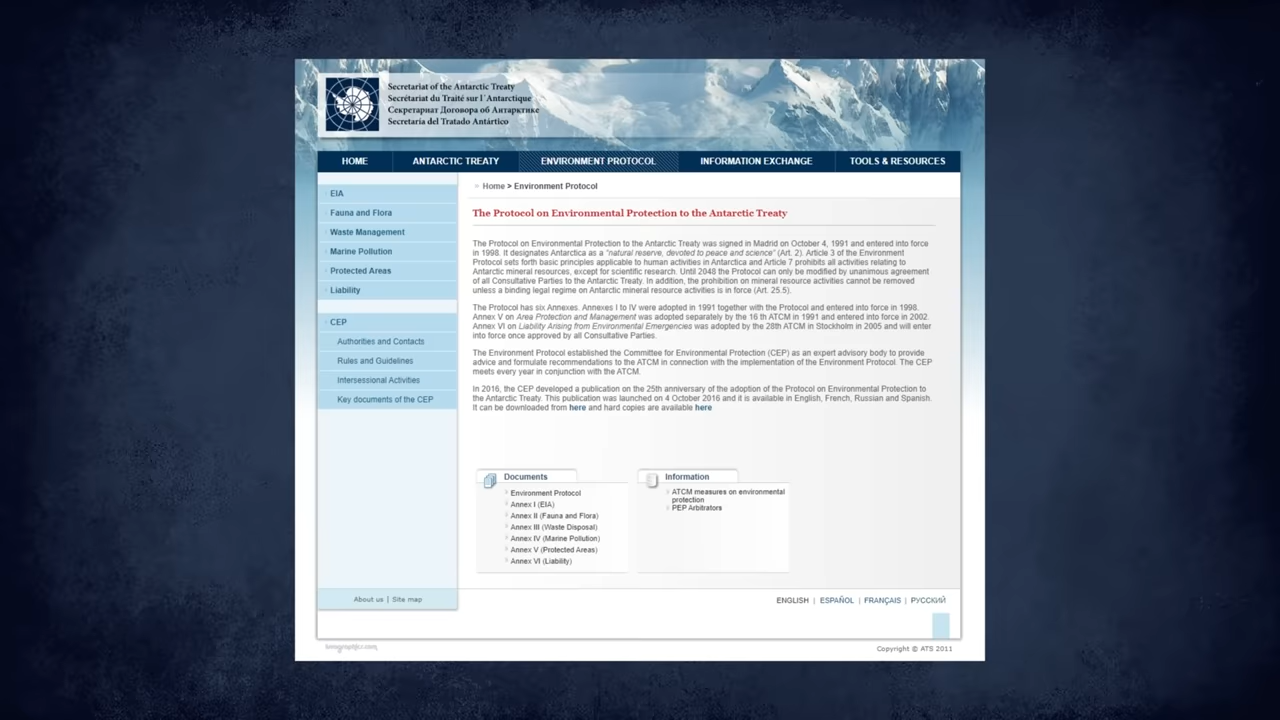 Secretariat of the Antarctic Treaty
Secrétariat du Traité sur l´Antarctique
Секретариат Договора об Антарктике
Secretaría del Tratado Antártico
HOME
ANTARCTIC TREATY
ENVIRONMENT PROTOCOL
INFORMATION EXCHANGE
TOOLS & RESOURCES
EIA
Fauna and Flora
Waste Management
Marine Pollution
Protected Areas
Liability
CEP
Authorities and Contacts
Rules and Guidelines
Intersessional Activities
Key documents of the CEP
Home > Environment Protocol
The Protocol on Environmental Protection to the Antarctic Treaty
The Protocol on Environmental Protection to the Antarctic Treaty was signed in Madrid on October 4, 1991 and entered into force
in 1998. It designates Antarctica as a "natural reserve, devoted to peace and science" (Art. 2). Article 3 of the Environment
Protocol sets forth basic principles applicable to human activities in Antarctica and Article 7 prohibits all activities relating to
Antarctic mineral resources, except for scientific research. Until 2048 the Protocol can only be modified by unanimous agreement
of all Consultative Parties to the Antarctic Treaty. In addition, the prohibition on mineral resource activities cannot be removed
unless a binding legal regime on Antarctic mineral resource activities is in force (Art. 25.5).
The Protocol has six Annexes. Annexes I to IV were adopted in 1991 together with the Protocol and entered into force in 1998.
Annex V on Area Protection and Management was adopted separately by the 16 th ATCM in 1991 and entered into force in 2002.
Annex VI on Liability Arising from Environmental Emergencies was adopted by the 28th ATCM in Stockholm in 2005 and will enter
into force once approved by all Consultative Parties.
The Environment Protocol established the Committee for Environmental Protection (CEP) as an expert advisory body to provide
advice and formulate recommendations to the ATCM in connection with the implementation of the Environment Protocol. The CEP
meets every year in conjunction with the ATCM.
In 2016, the CEP developed a publication on the 25th anniversary of the adoption of the Protocol on Environmental Protection to
the Antarctic Treaty. This publication was launched on 4 October 2016 and it is available in English, French, Russian and Spanish.
It can be downloaded from here and hard copies are available here
Documents
Environment Protocol
Annex I (EIA)
Annex II (Fauna and Flora)
Annex III (Waste Disposal)
Annex IV (Marine Pollution)
Annex V (Protected Areas)
Annex VI (Liability)
Information
ATCM measures on environmental
protection
PEP Arbitrators
About us | Site map
ENGLISH | ESPAÑOL | FRANÇAIS | РУССКИЙ
Copyright © ATS 2011